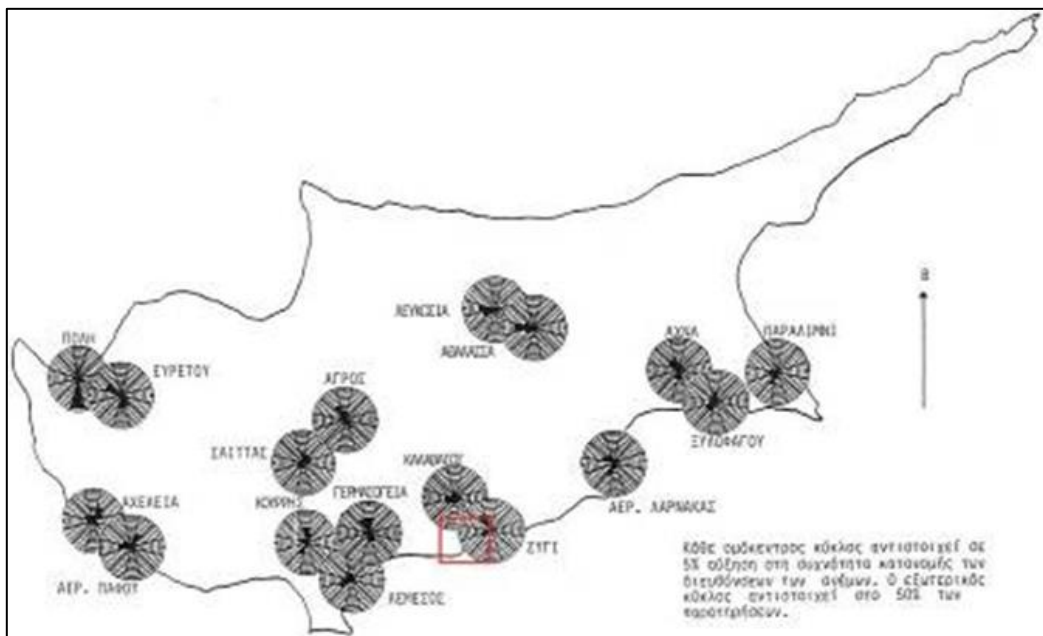 Β
ΛΕΥΚΩΣΙΑ
ΑΘΑΛΑΣΣΑ
ΑΧΝΑ
ΠΑΡΑΛΙΜΝΙ
ΠΟΛΗ
ΕΥΡΕΤΟΥ
ΑΓΡΟΣ
ΞΥΛΟΦΑΓΟΥ
ΣΑΙΤΤΑΣ
ΚΑΛΑΒΑΣΟΣ
ΓΕΡΜΑΣΟΓΕΙΑ
ΚΟΥΡΡΗΣ
ΑΕΡ. ΛΑΡΝΑΚΑΣ
ΑΧΕΛΕΙΑ
ΖΥΓΙ
ΑΕΡ. ΠΑΦΟΥ
ΛΕΜΕΣΟΣ
Κάθε ομόκεντρος κύκλος αντιστοιχεί σε
5% αύξηση στη συχνότητα κατανομής των
διευθύνσεων των ανέμων. Ο εξωτερικός
κύκλος αντιστοιχεί στο 50% των
παρατηρήσεων.